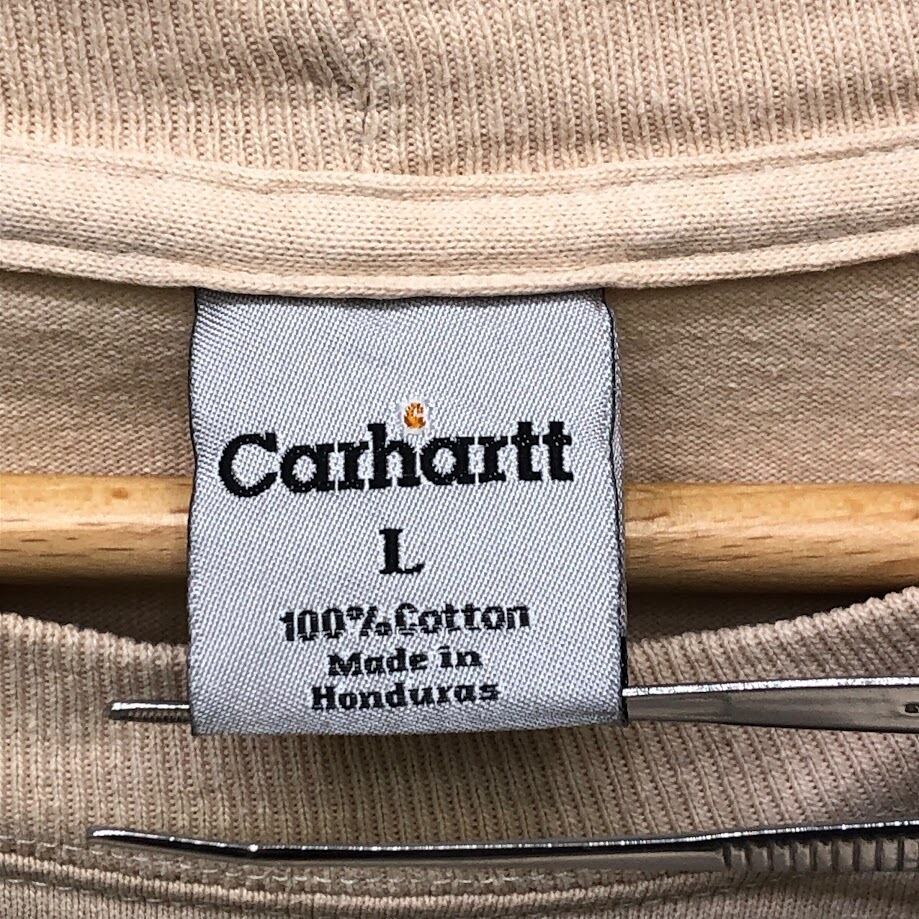 Carhartt
L
100% Cotton
Made in
Honduras